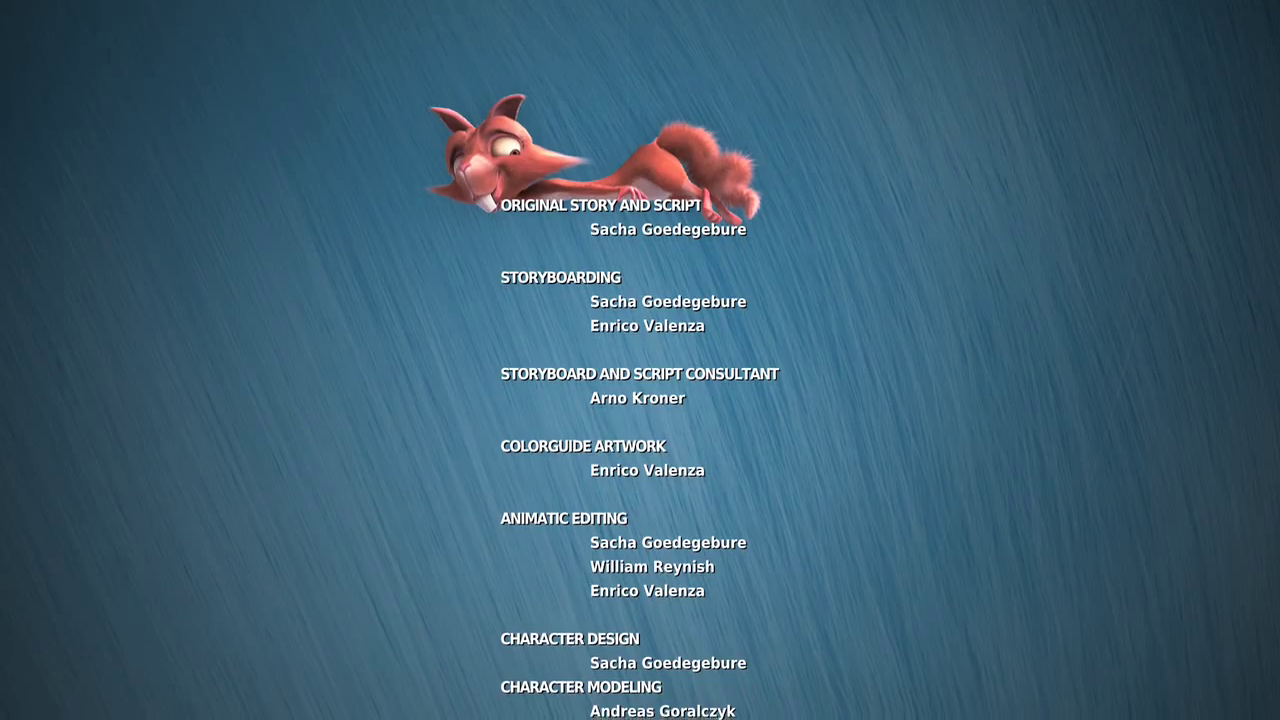 ORIGINAL STORY AND SCRIPT
Sacha Goedegebure
STORYBOARDING
Sacha Goedegebure
Enrico Valenza
STORYBOARD AND SCRIPT CONSULTANT
Arno Kroner
COLORGUIDE ARTWORK
Enrico Valenza
ANIMATIC EDITING
Sacha Goedegebure
William Reynish
Enrico Valenza
CHARACTER DESIGN
Sacha Goedegebure
CHARACTER MODELING
Andreas Goralczyk